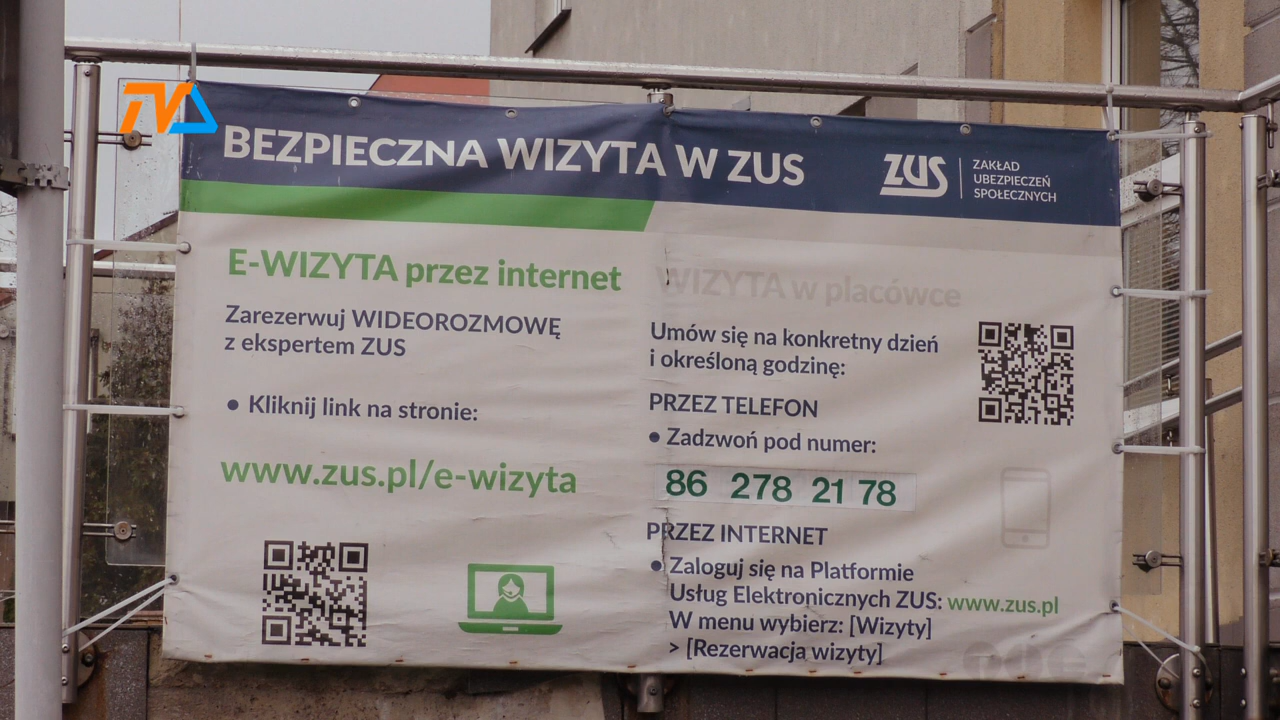 TV
BEZPIECZNA WIZYTA W ZUS
ZUS
ZAKŁAD
UBEZPIECZEŃ
SPOŁECZNYCH
E-WIZYTA przez internet
Zarezerwuj WIDEOROZMOWĘ
z ekspertem ZUS
• Kliknij link na stronie:
www.zus.pl/e-wizyta
WIZYTA w placówce
Umów się na konkretny dzień
i określoną godzinę:
PRZEZ TELEFON
• Zadzwoń pod numer:
86 278 21 78
PRZEZ INTERNET
• Zaloguj się na Platformie
Usług Elektronicznych ZUS: www.zus.pl
W menu wybierz: [Wizyty]
> [Rezerwacja wizyty]